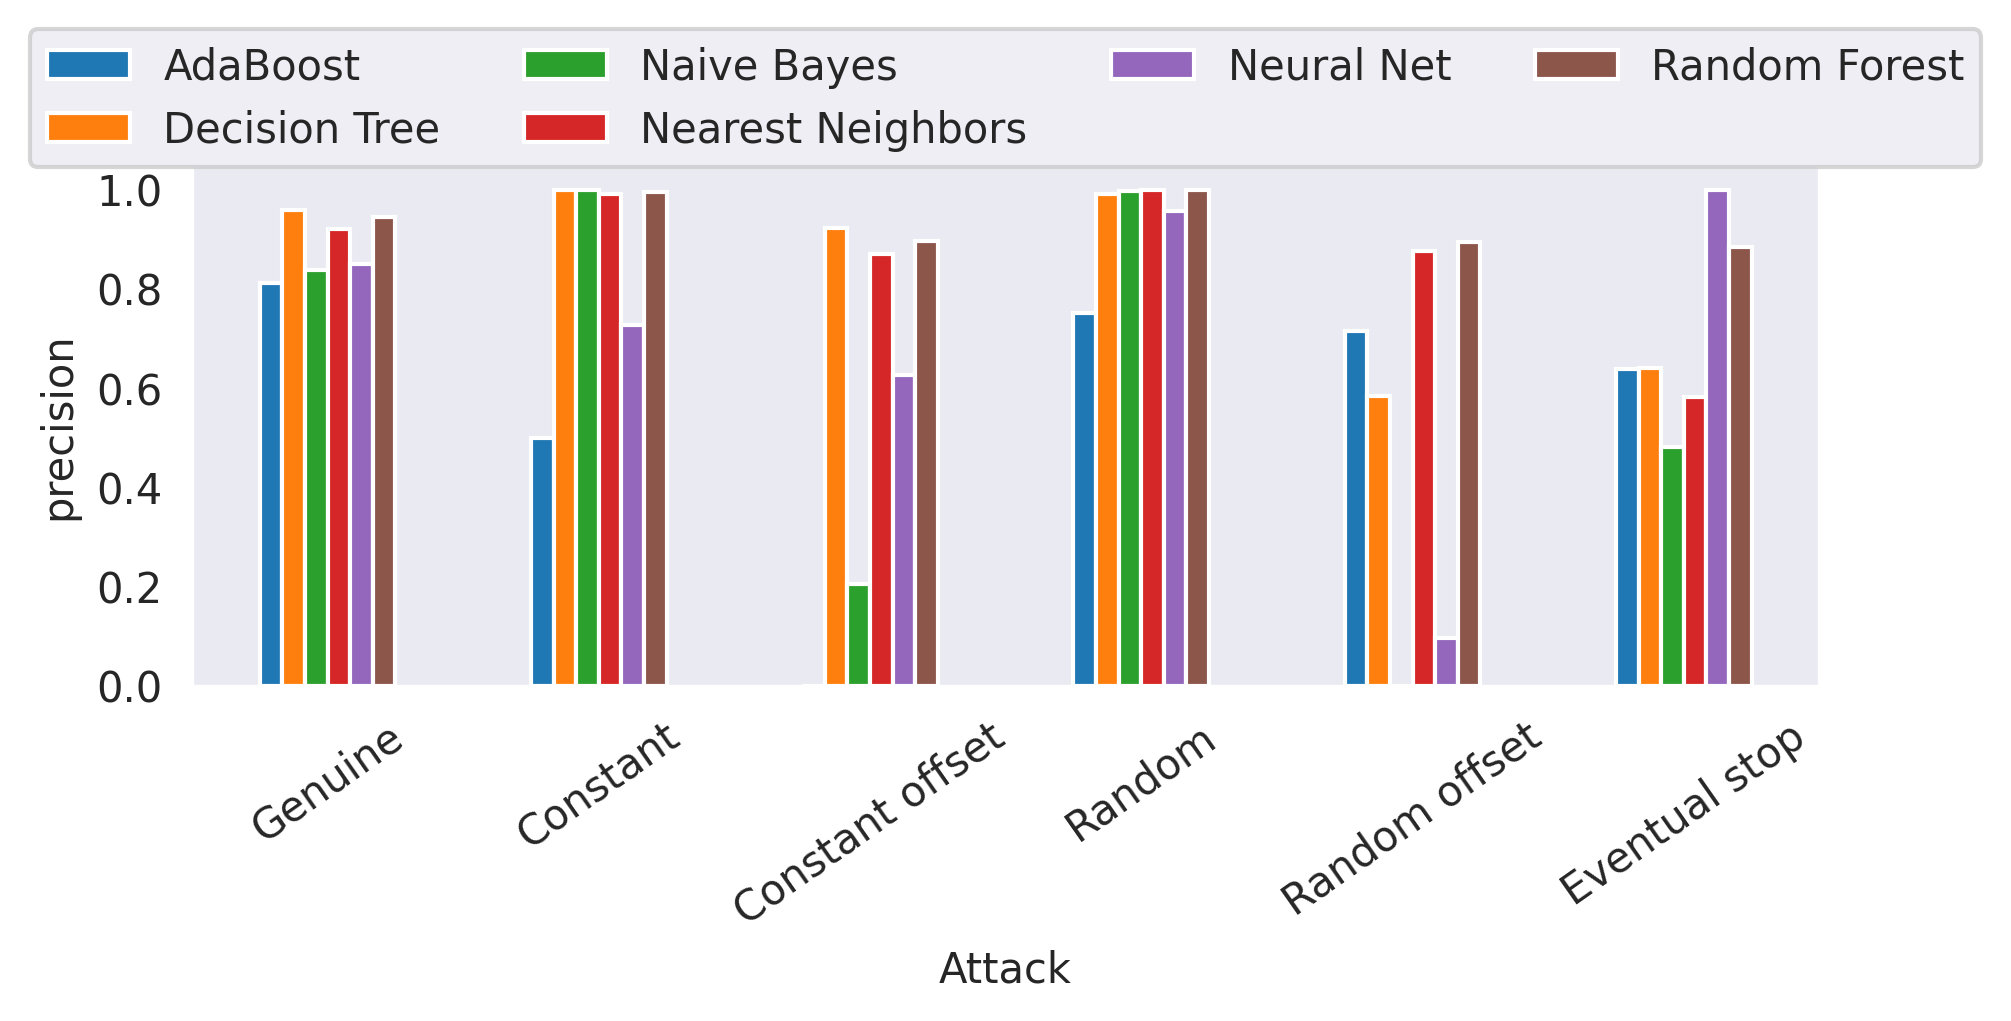 AdaBoost
Decision Tree
Naive Bayes
Nearest Neighbors
Neural Net
Random Forest
precision
1.0
0.8
0.6
0.4
0.2
0.0
Genuine
Constant
Constant offset
Random
Random offset
Eventual stop
Attack